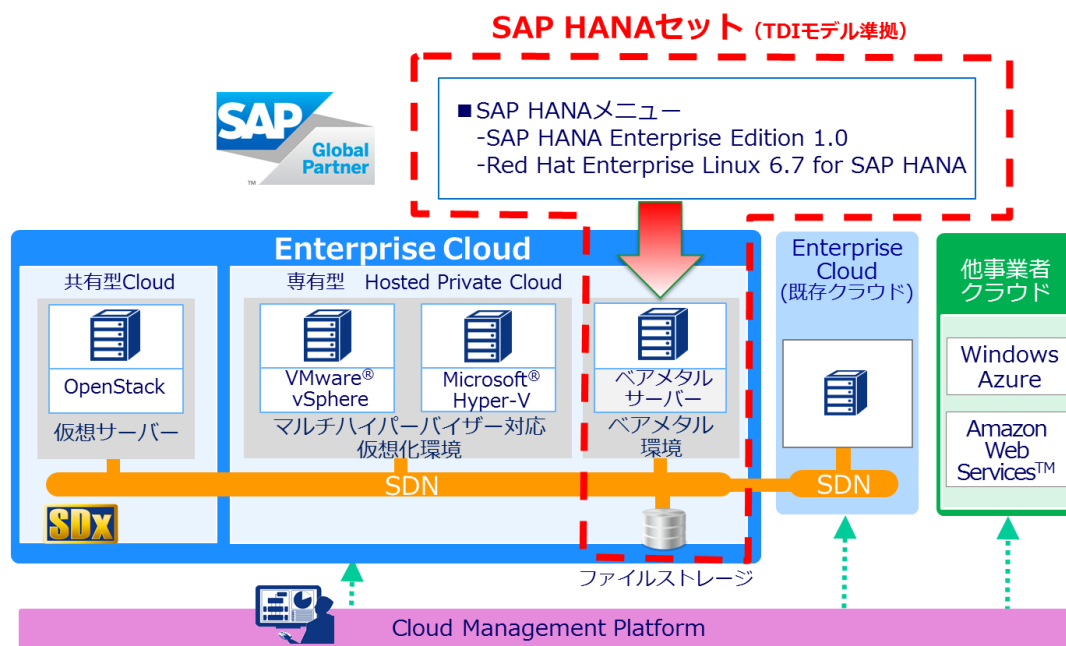 SAP HANAセット（TDIモデル準拠）
SAP
Global
Partner
™
■SAP HANAメニュー
-SAP HANA Enterprise Edition 1.0
-Red Hat Enterprise Linux 6.7 for SAP HANA
Enterprise Cloud
共有型Cloud
OpenStack
仮想サーバー
専有型 Hosted Private Cloud
VMware®
vSphere
Microsoft®
Hyper-V
マルチハイパーバイザー対応
仮想化環境
ベアメタル
サーバー
ベアメタル
環境
SDN
SDx
ファイルストレージ
Enterprise
Cloud
(既存クラウド)
SDN
他事業者
クラウド
Windows
Azure
Amazon
Web
Services™
Cloud Management Platform